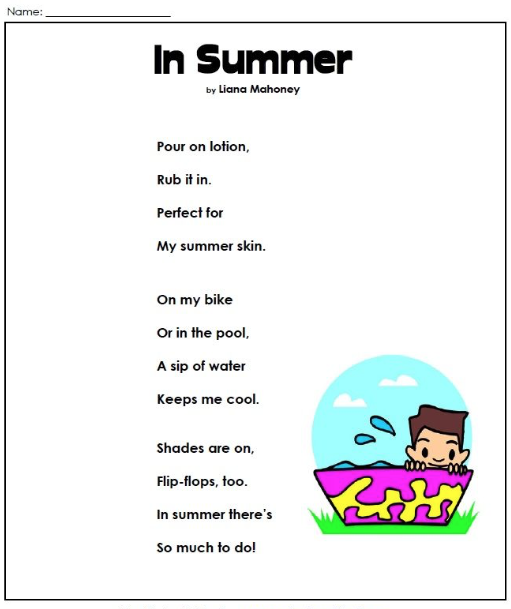 Name: ____________________
In Summer
by Liana Mahoney
Pour on lotion,
Rub it in.
Perfect for
My summer skin.
On my bike
Or in the pool,
A sip of water
Keeps me cool.
Shades are on,
Flip-flops, too.
In summer there's
So much to do!